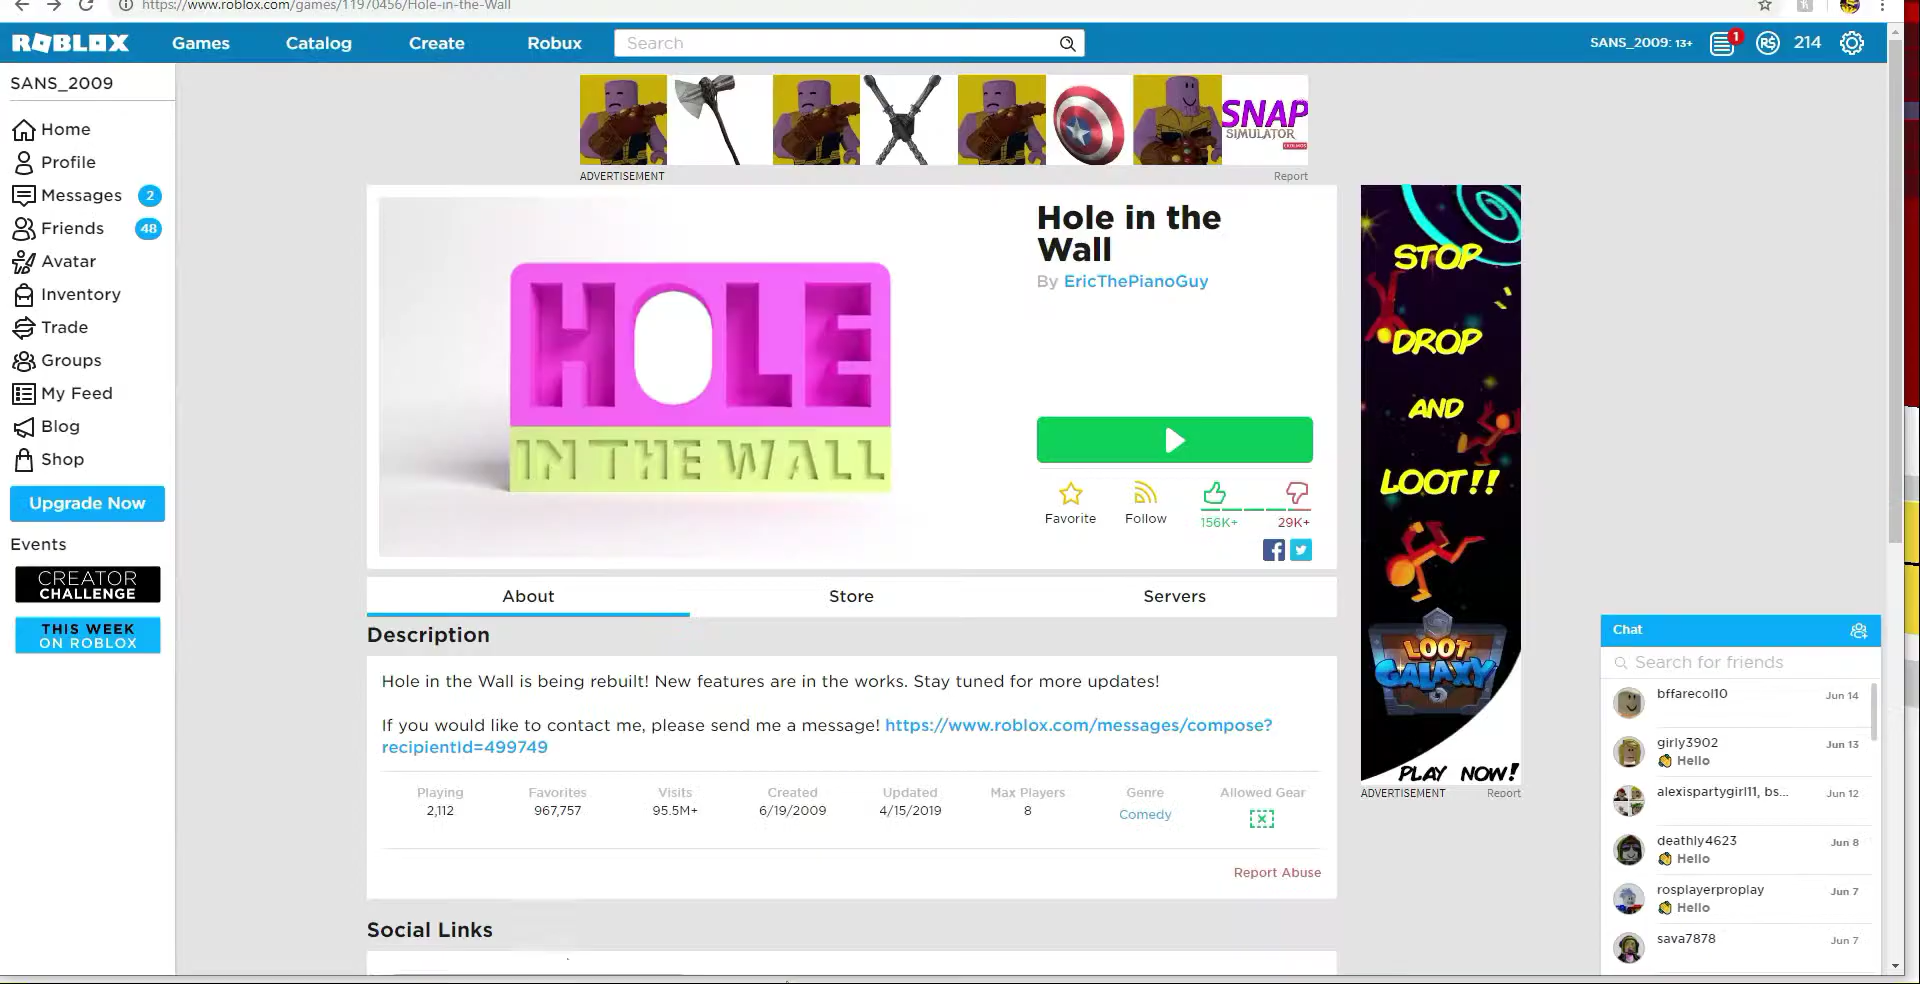 https://www.roblox.com/games/11970456/Hole-in-the-Wall
ROBLOX
Games
Catalog
Create
Robux
Search
SANS_2009: 13+
1
214
SANS_2009
Home
Profile
Messages 2
Friends 48
Avatar
Inventory
Trade
Groups
My Feed
Blog
Shop
Upgrade Now
Events
CREATOR
CHALLENGE
THIS WEEK
ON ROBLOX
SNAP
SIMULATOR
ADVERTISEMENT
Report
HOLE
IN THE WALL
Hole in the
Wall
By EricThePianoGuy
Favorite
Follow
156K+
29K+
About
Store
Servers
Description
Hole in the Wall is being rebuilt! New features are in the works. Stay tuned for more updates!
If you would like to contact me, please send me a message! https://www.roblox.com/messages/compose?
recipientId=499749
Playing Favorites Visits Created Updated Max Players Genre Allowed Gear
2,112 967,757 95.5M+ 6/19/2009 4/15/2019 8 Comedy
Report Abuse
Social Links
STOP
DROP
AND
LOOT!!
LOOT
GALAXY
PLAY NOW!
ADVERTISEMENT
Report
Chat
Search for friends
bffarecol10 Jun 14
girly3902 Jun 13
Hello
alexispartygirl11, bs... Jun 12
deathly4623 Jun 8
Hello
rosplayerproplay Jun 7
Hello
sava7878 Jun 7